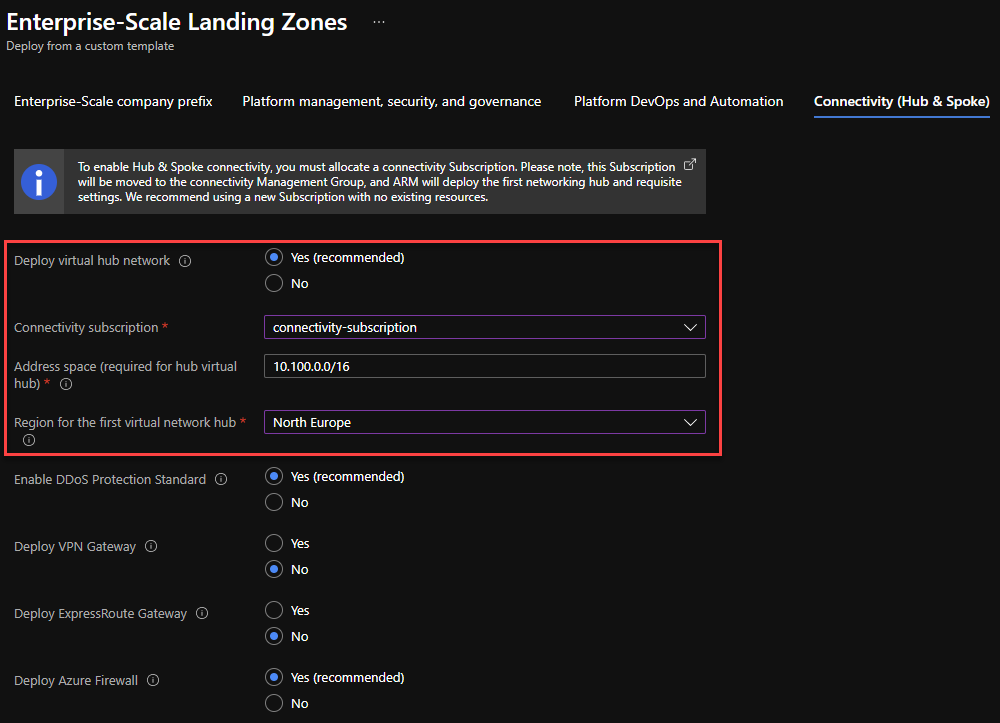 Enterprise-Scale Landing Zones ...
Deploy from a custom template
Enterprise-Scale company prefix Platform management, security, and governance Platform DevOps and Automation Connectivity (Hub & Spoke)
To enable Hub & Spoke connectivity, you must allocate a connectivity Subscription. Please note, this Subscription
will be moved to the connectivity Management Group, and ARM will deploy the first networking hub and requisite
settings. We recommend using a new Subscription with no existing resources.
Deploy virtual hub network
Yes (recommended)
No
Connectivity subscription *
connectivity-subscription
Address space (required for hub virtual
hub) *
10.100.0.0/16
Region for the first virtual network hub *
North Europe
Enable DDoS Protection Standard
Yes (recommended)
No
Deploy VPN Gateway
Yes
No
Deploy ExpressRoute Gateway
Yes
No
Deploy Azure Firewall
Yes (recommended)
No